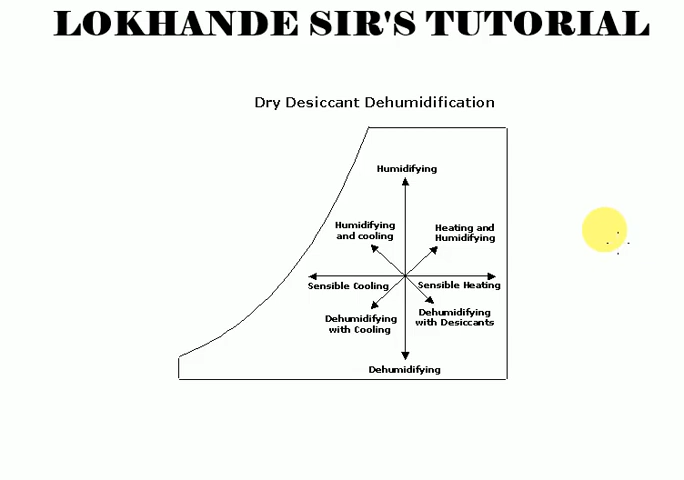 LOKHANDE SIR'S TUTORIAL
Dry Desiccant Dehumidification
Humidifying
Humidifying
and cooling
Heating and
Humidifying
Sensible Cooling
Sensible Heating
Dehumidifying
with Cooling
Dehumidifying
with Desiccants
Dehumidifying